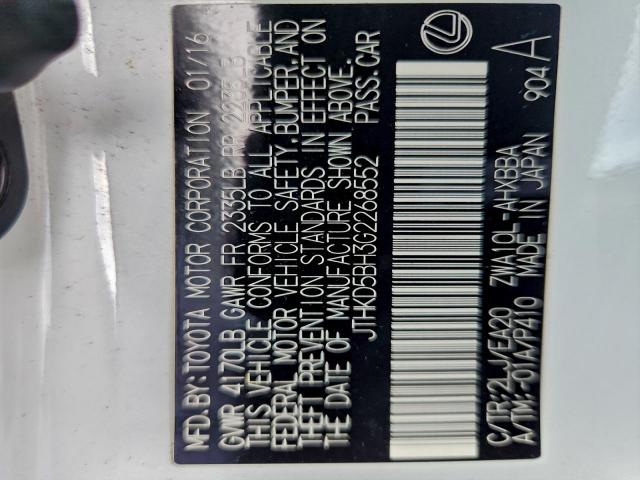 MFD. BY: TOYOTA MOTOR CORPORATION 01/16
GVWR 4170LB GAWR FR 2335LB RR 2235LB
THIS VEHICLE CONFORMS TO ALL APPLICABLE
FEDERAL MOTOR VEHICLE SAFETY, BUMPER, AND
THEFT PREVENTION STANDARDS IN EFFECT ON
THE DATE OF MANUFACTURE SHOWN ABOVE.
JTHKD5BH3G2268552 PASS. CAR
C/TR: 2LJ/EA20 ZWA10L-AHXBBA
A/TM: -01A/P410 MADE IN JAPAN 904 A